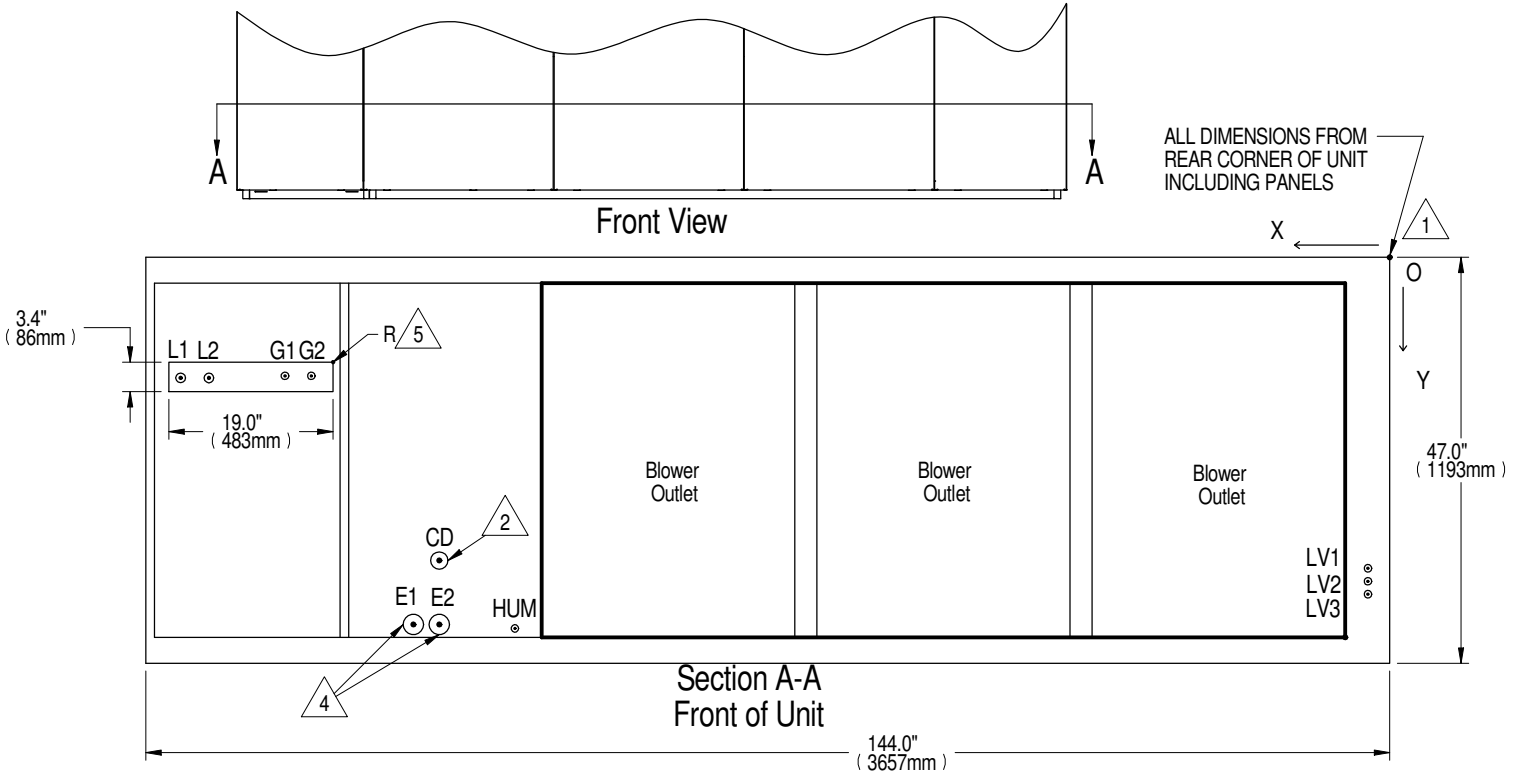 A
A
Front View
ALL DIMENSIONS FROM
REAR CORNER OF UNIT
INCLUDING PANELS
X
1
O
Y
3.4"
( 86mm )
L1 L2 G1 G2
R 5
19.0"
( 483mm )
Blower
Outlet
Blower
Outlet
Blower
Outlet
47.0"
( 1193mm )
CD
2
E1 E2
HUM
LV1
LV2
LV3
4
Section A-A
Front of Unit
144.0"
( 3657mm )